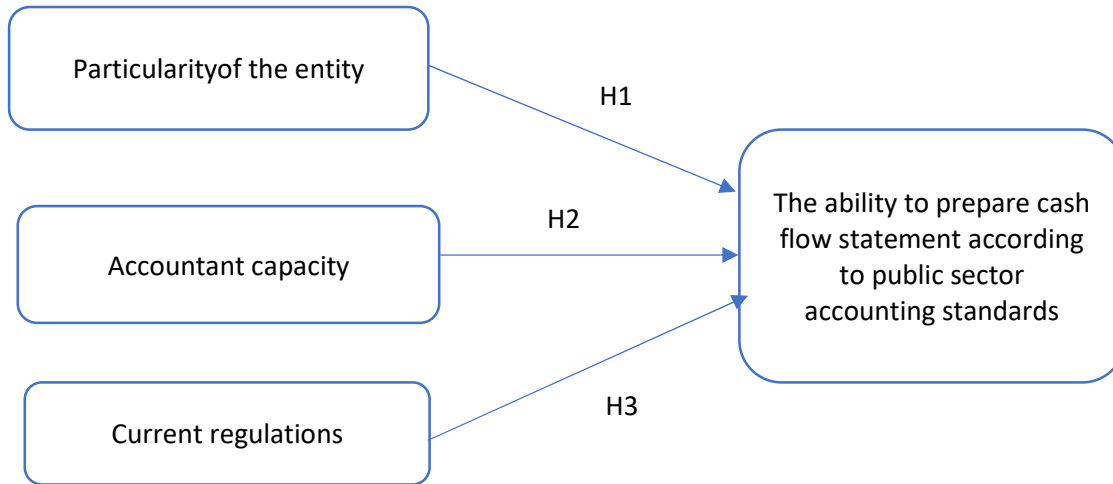 Particularityof the entity
H1
Accountant capacity
H2
Current regulations
H3
The ability to prepare cash
flow statement according
to public sector
accounting standards